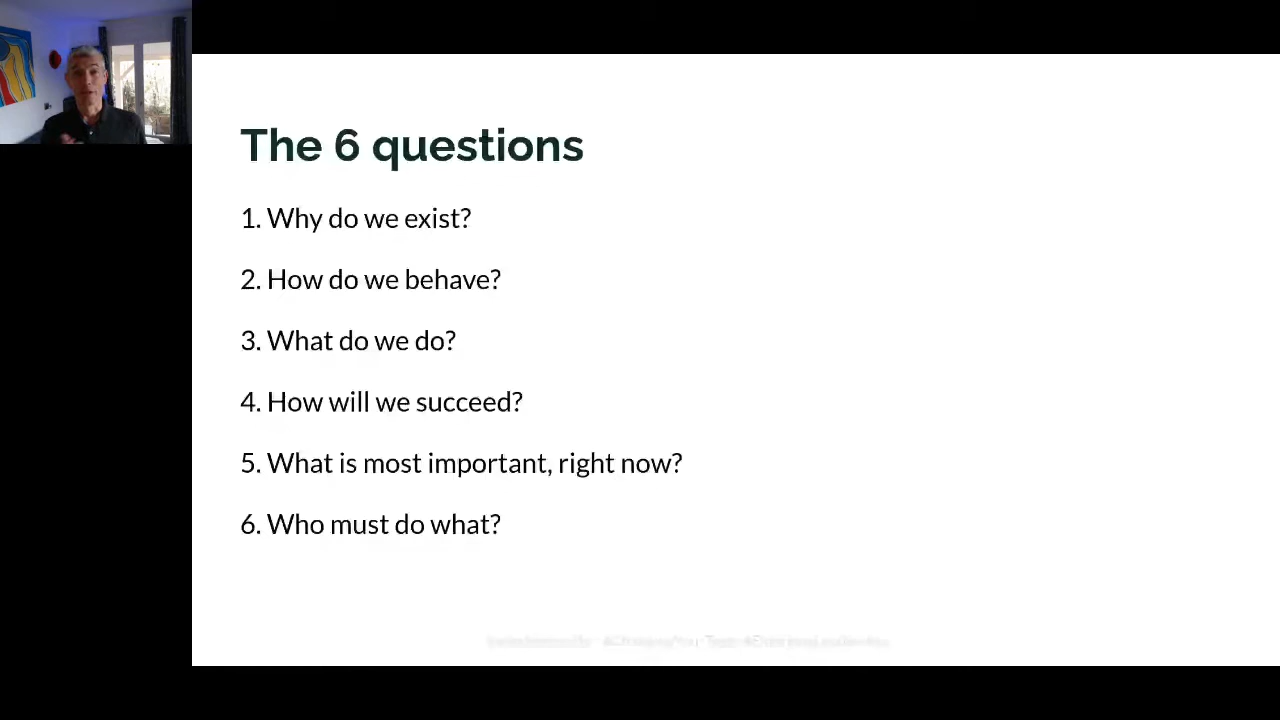 The 6 questions
1. Why do we exist?
2. How do we behave?
3. What do we do?
4. How will we succeed?
5. What is most important, right now?
6. Who must do what?